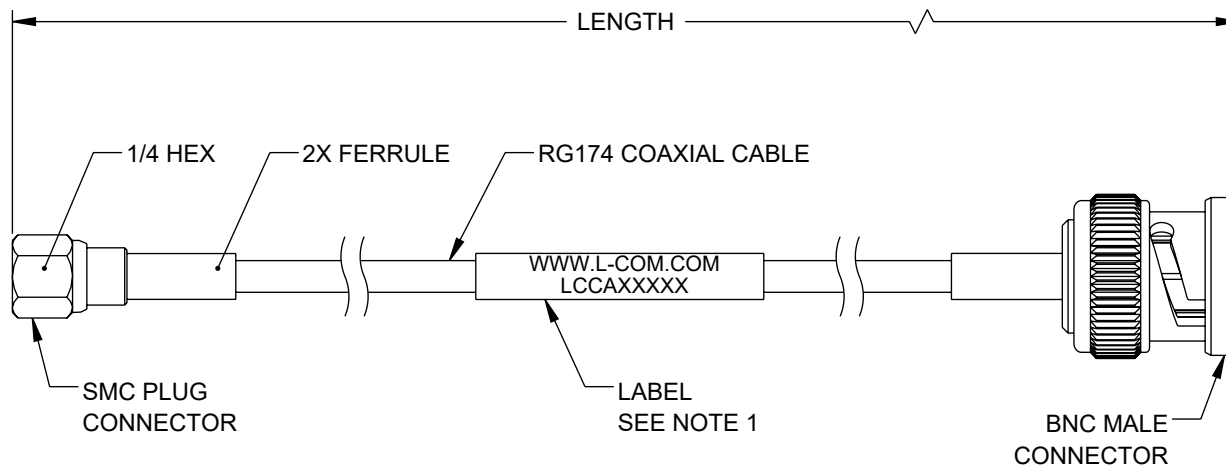 LENGTH
1/4 HEX
2X FERRULE
RG174 COAXIAL CABLE
WWW.L-COM.COM
LCCAXXXXX
SMC PLUG
CONNECTOR
LABEL
SEE NOTE 1
BNC MALE
CONNECTOR